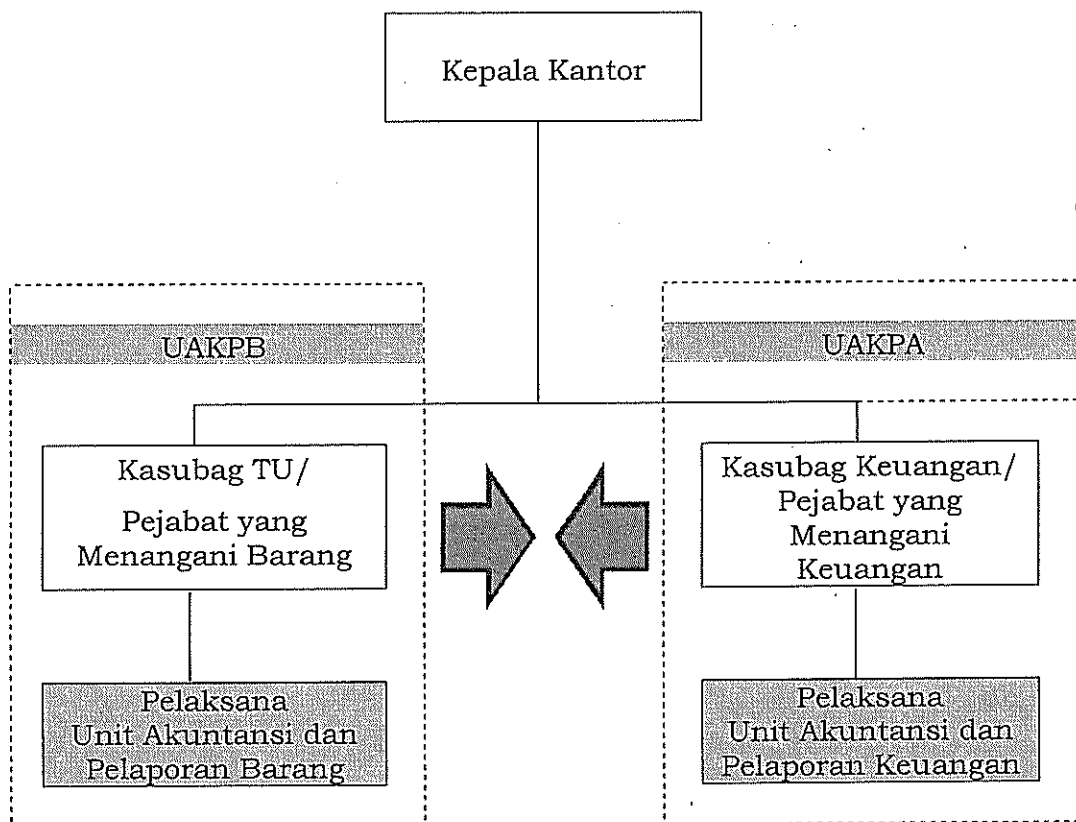 Kepala Kantor
UAKPB
Kasubag TU/
Pejabat yang
Menangani Barang
Pelaksana
Unit Akuntansi dan
Pelaporan Barang
UAKPA
Kasubag Keuangan/
Pejabat yang
Menangani
Keuangan
Pelaksana
Unit Akuntansi dan
Pelaporan Keuangan